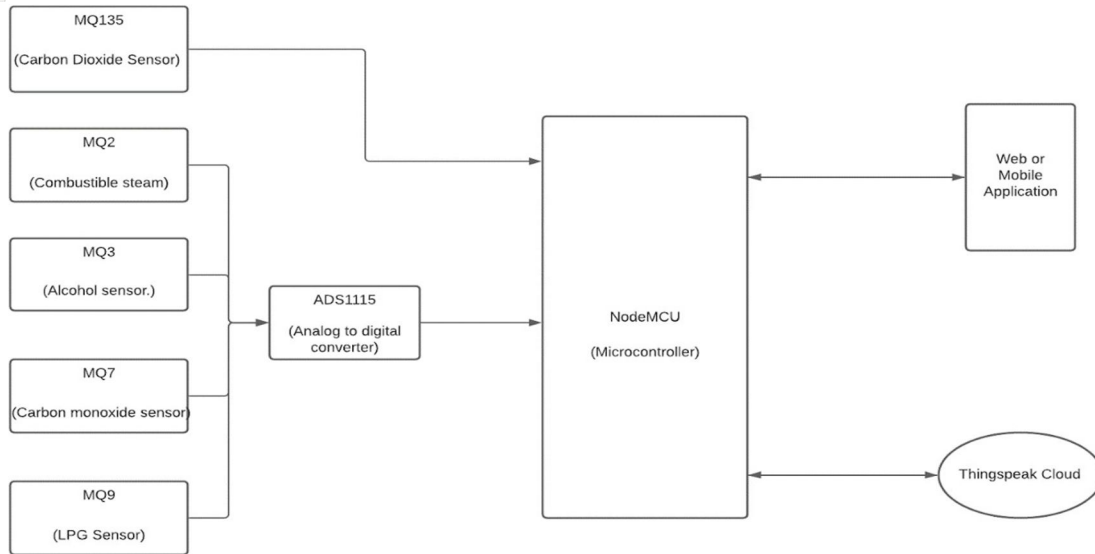 MQ135
(Carbon Dioxide Sensor)
MQ2
(Combustible steam)
MQ3
(Alcohol sensor.)
MQ7
(Carbon monoxide sensor)
MQ9
(LPG Sensor)
ADS1115
(Analog to digital
converter)
NodeMCU
(Microcontroller)
Web or
Mobile
Application
Thingspeak Cloud